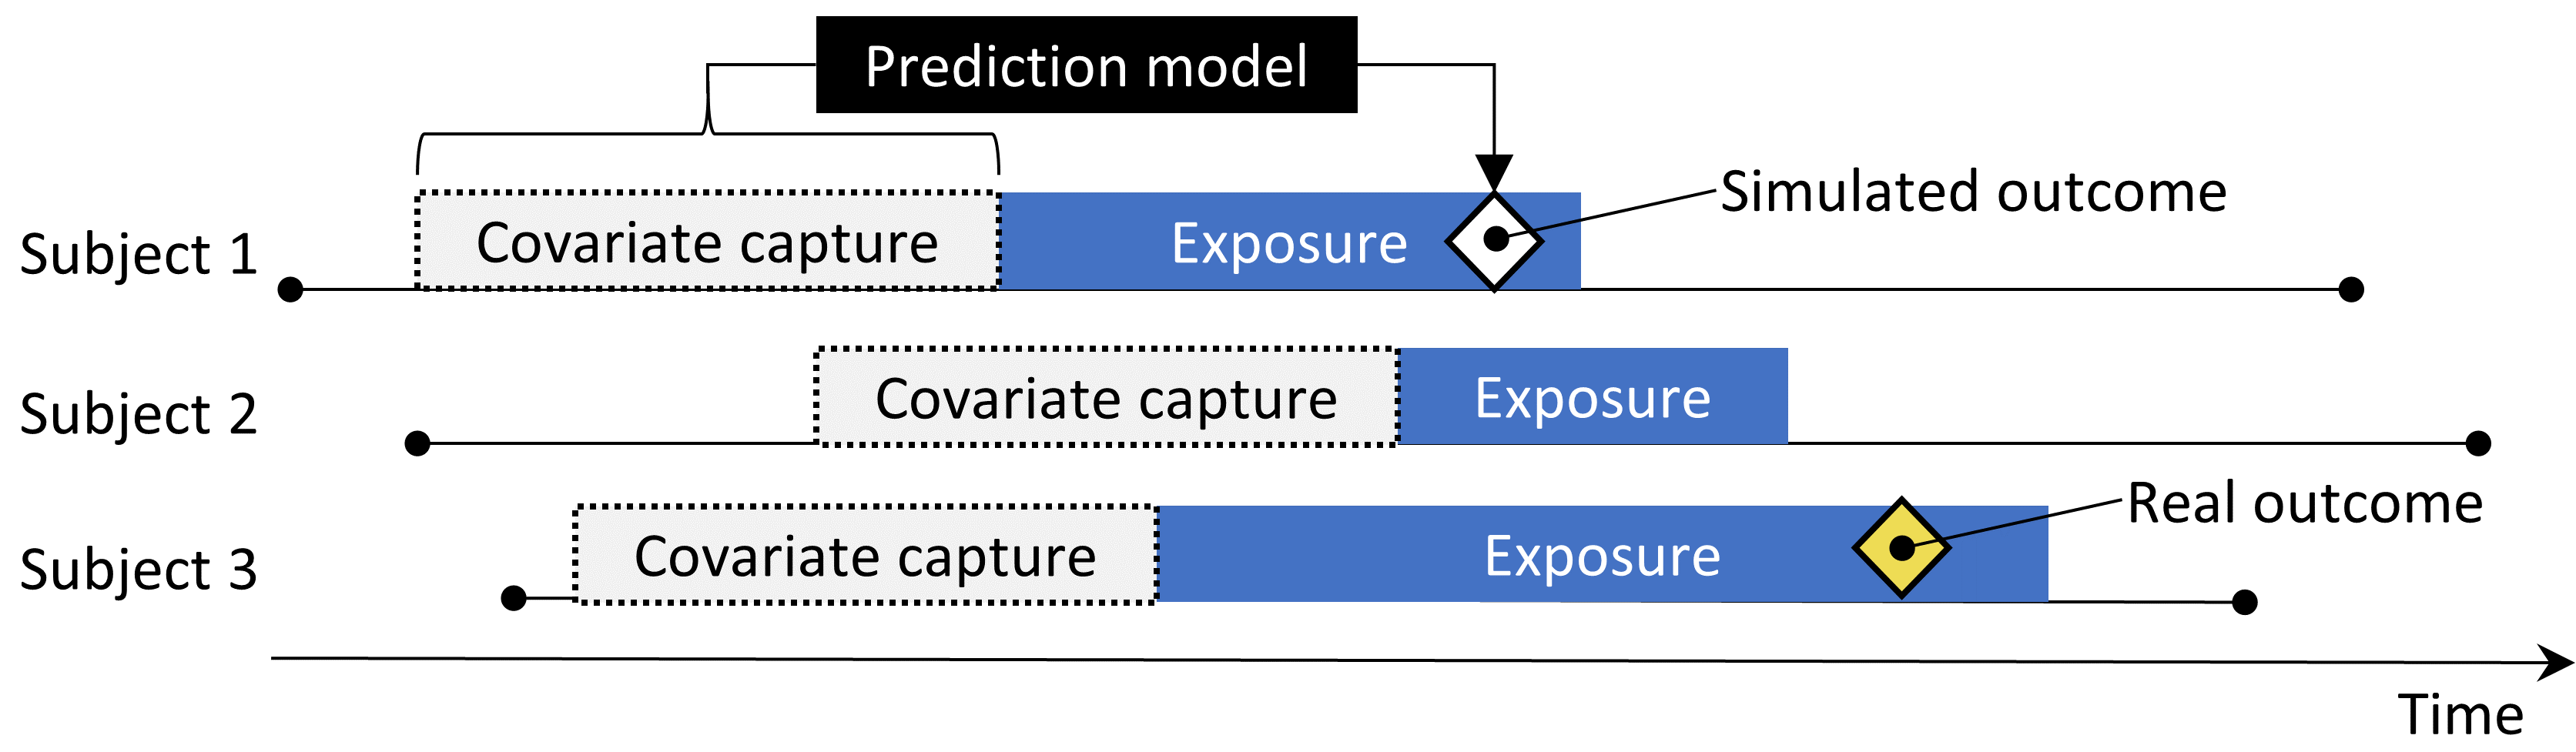 Prediction model
Simulated outcome
Subject 1
Covariate capture
Exposure
Subject 2
Covariate capture
Exposure
Real outcome
Subject 3
Covariate capture
Exposure
Time